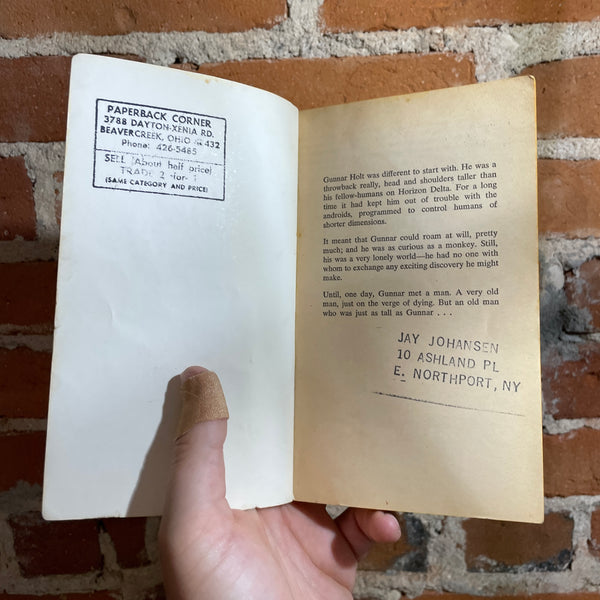 PAPERBACK CORNER
3788 DAYTON-XENIA RD.
BEAVERCREEK, OHIO 432
Phone: 426-5485
SELL (About half price)
TRADE 2 -for- 1
(SAME CATEGORY AND PRICE)
Gunnar Holt was different to start with. He was a
throwback really, head and shoulders taller than
his fellow-humans on Horizon Delta. For a long
time it had kept him out of trouble with the
androids, programmed to control humans of
shorter dimensions.
It meant that Gunnar could roam at will, pretty
much; and he was as curious as a monkey. Still,
his was a very lonely world—he had no one with
whom to exchange any exciting discovery he might
make.
Until, one day, Gunnar met a man. A very old
man, just on the verge of dying. But an old man
who was just as tall as Gunnar . . .
JAY JOHANSEN
10 ASHLAND PL
E. NORTHPORT, NY